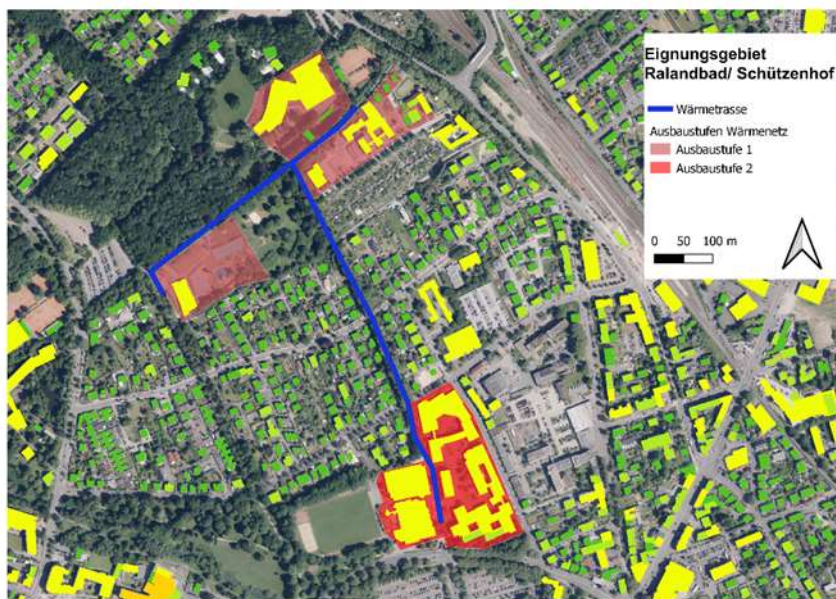 Eignungsgebiet
Ralandbad/ Schützenhof
Wärmetrasse
Ausbaustufen Wärmenetz
Ausbaustufe 1
Ausbaustufe 2
0 50 100 m